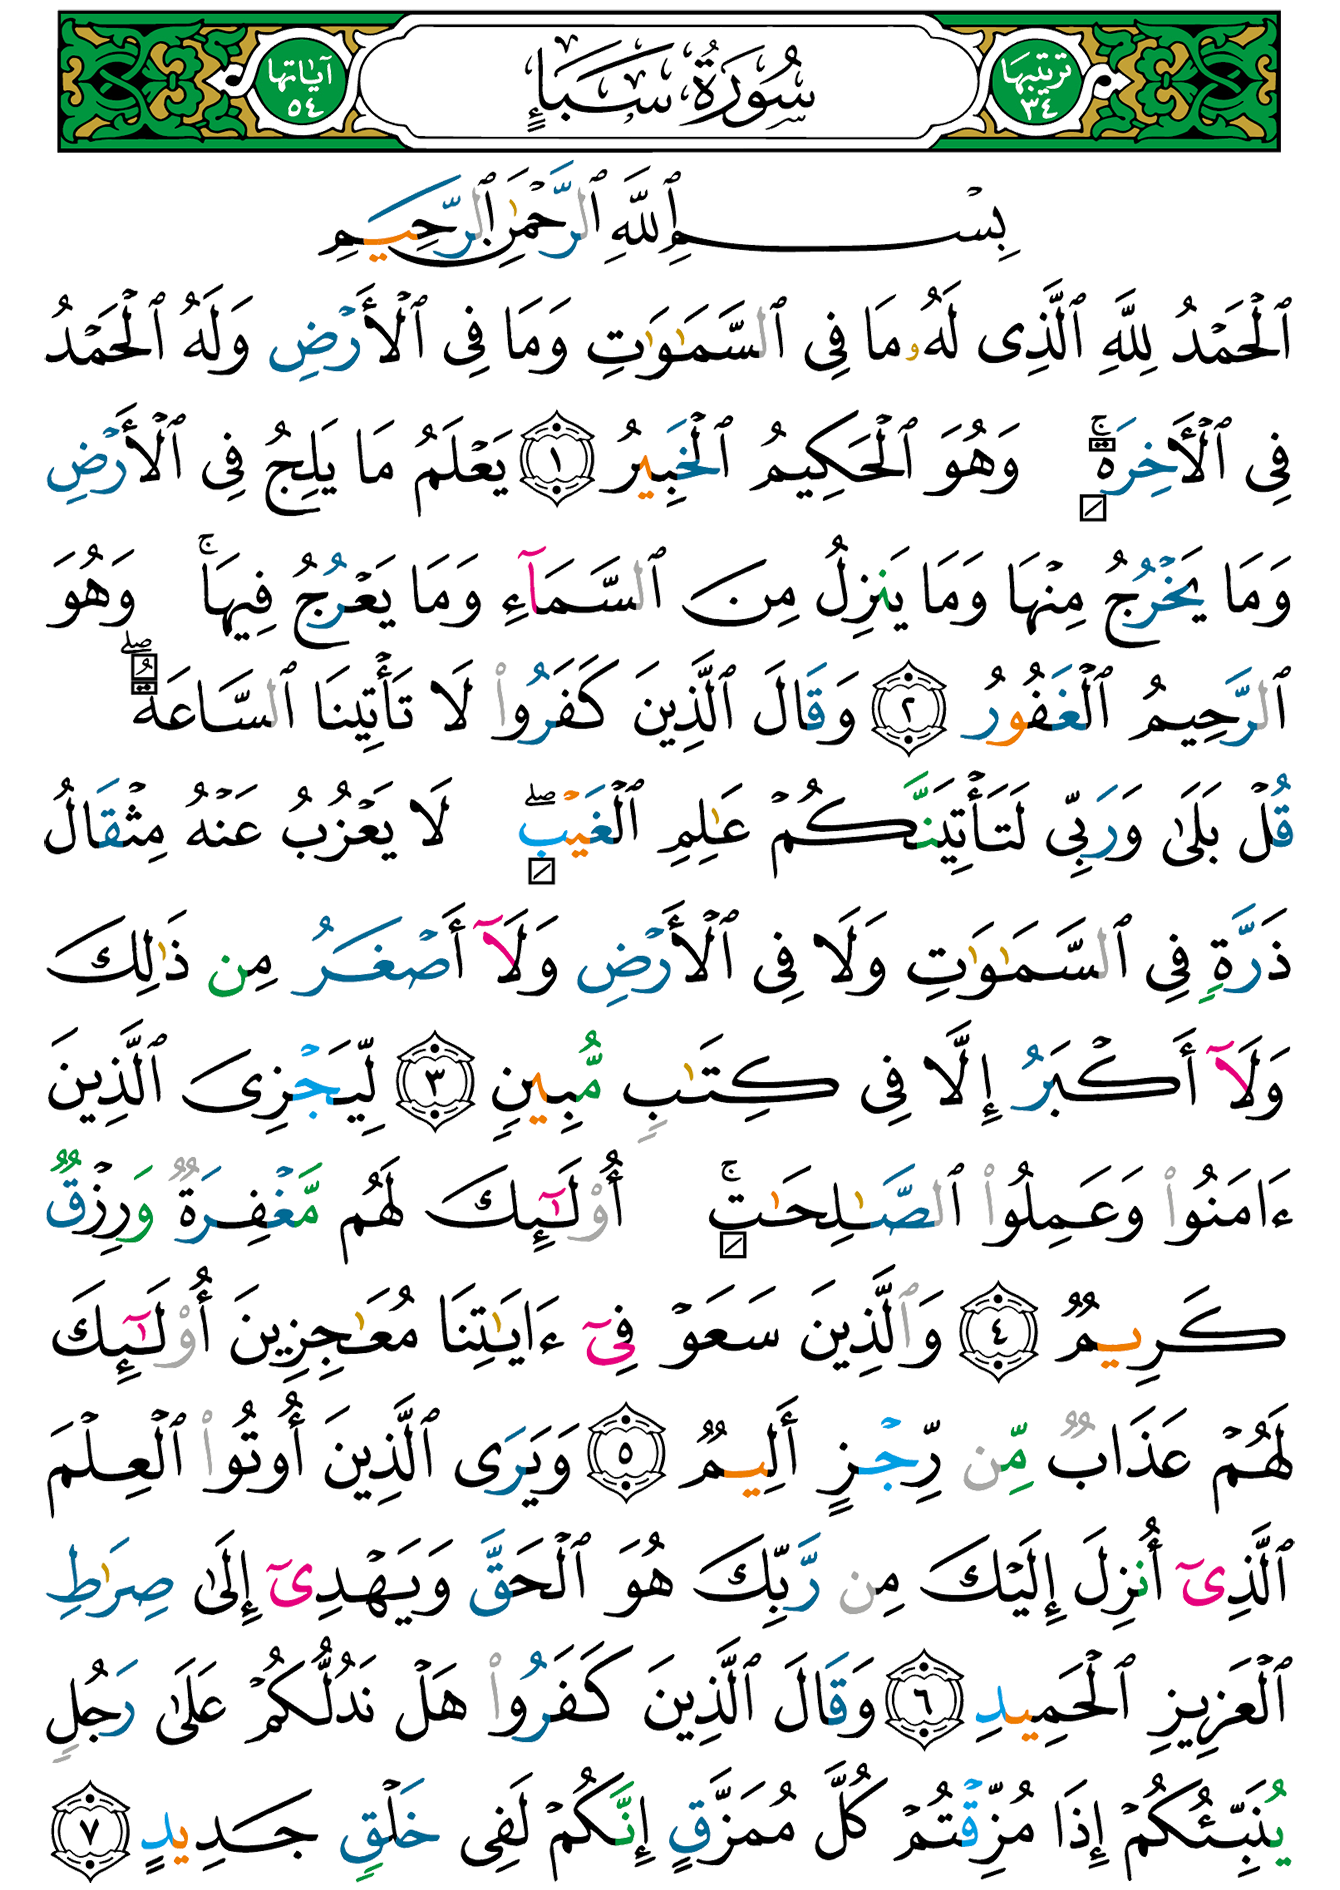 ترتيبها ٣٤
سُورَةُ سَبَإٍ
آياتها ٥٤
بِسْمِ ٱللَّهِ ٱلرَّحْمَٰنِ ٱلرَّحِيمِ
ٱلْحَمْدُ لِلَّهِ ٱلَّذِى لَهُۥ مَا فِى ٱلسَّمَٰوَٰتِ وَمَا فِى ٱلْأَرْضِ وَلَهُ ٱلْحَمْدُ
فِى ٱلْأَخِرَةِۚ وَهُوَ ٱلْحَكِيمُ ٱلْخَبِيرُ ١ يَعْلَمُ مَا يَلِجُ فِى ٱلْأَرْضِ
وَمَا يَخْرُجُ مِنْهَا وَمَا يَنزِلُ مِنَ ٱلسَّمَآءِ وَمَا يَعْرُجُ فِيهَاۚ وَهُوَ
ٱلرَّحِيمُ ٱلْغَفُورُ ٢ وَقَالَ ٱلَّذِينَ كَفَرُوا۟ لَا تَأْتِينَا ٱلسَّاعَةُۖ
قُلْ بَلَىٰ وَرَبِّى لَتَأْتِيَنَّكُمْ عَٰلِمِ ٱلْغَيْبِۖ لَا يَعْزُبُ عَنْهُ مِثْقَالُ
ذَرَّةٍ فِى ٱلسَّمَٰوَٰتِ وَلَا فِى ٱلْأَرْضِ وَلَآ أَصْغَرُ مِن ذَٰلِكَ
وَلَآ أَكْبَرُ إِلَّا فِى كِتَٰبٍ مُّبِينٍ ٣ لِّيَجْزِىَ ٱلَّذِينَ
ءَامَنُوا۟ وَعَمِلُوا۟ ٱلصَّٰلِحَٰتِۚ أُو۟لَٰٓئِكَ لَهُم مَّغْفِرَةٌ وَرِزْقٌ
كَرِيمٌ ٤ وَٱلَّذِينَ سَعَوْ فِىٓ ءَايَٰتِنَا مُعَٰجِزِينَ أُو۟لَٰٓئِكَ
لَهُمْ عَذَابٌ مِّن رِّجْزٍ أَلِيمٌ ٥ وَيَرَى ٱلَّذِينَ أُوتُوا۟ ٱلْعِلْمَ
ٱلَّذِىٓ أُنزِلَ إِلَيْكَ مِن رَّبِّكَ هُوَ ٱلْحَقَّ وَيَهْدِىٓ إِلَىٰ صِرَٰطِ
ٱلْعَزِيزِ ٱلْحَمِيدِ ٦ وَقَالَ ٱلَّذِينَ كَفَرُوا۟ هَلْ نَدُلُّكُمْ عَلَىٰ رَجُلٍ
يُنَبِّئُكُمْ إِذَا مُزِّقْتُمْ كُلَّ مُمَزَّقٍ إِنَّكُمْ لَفِى خَلْقٍ جَدِيدٍ ٧